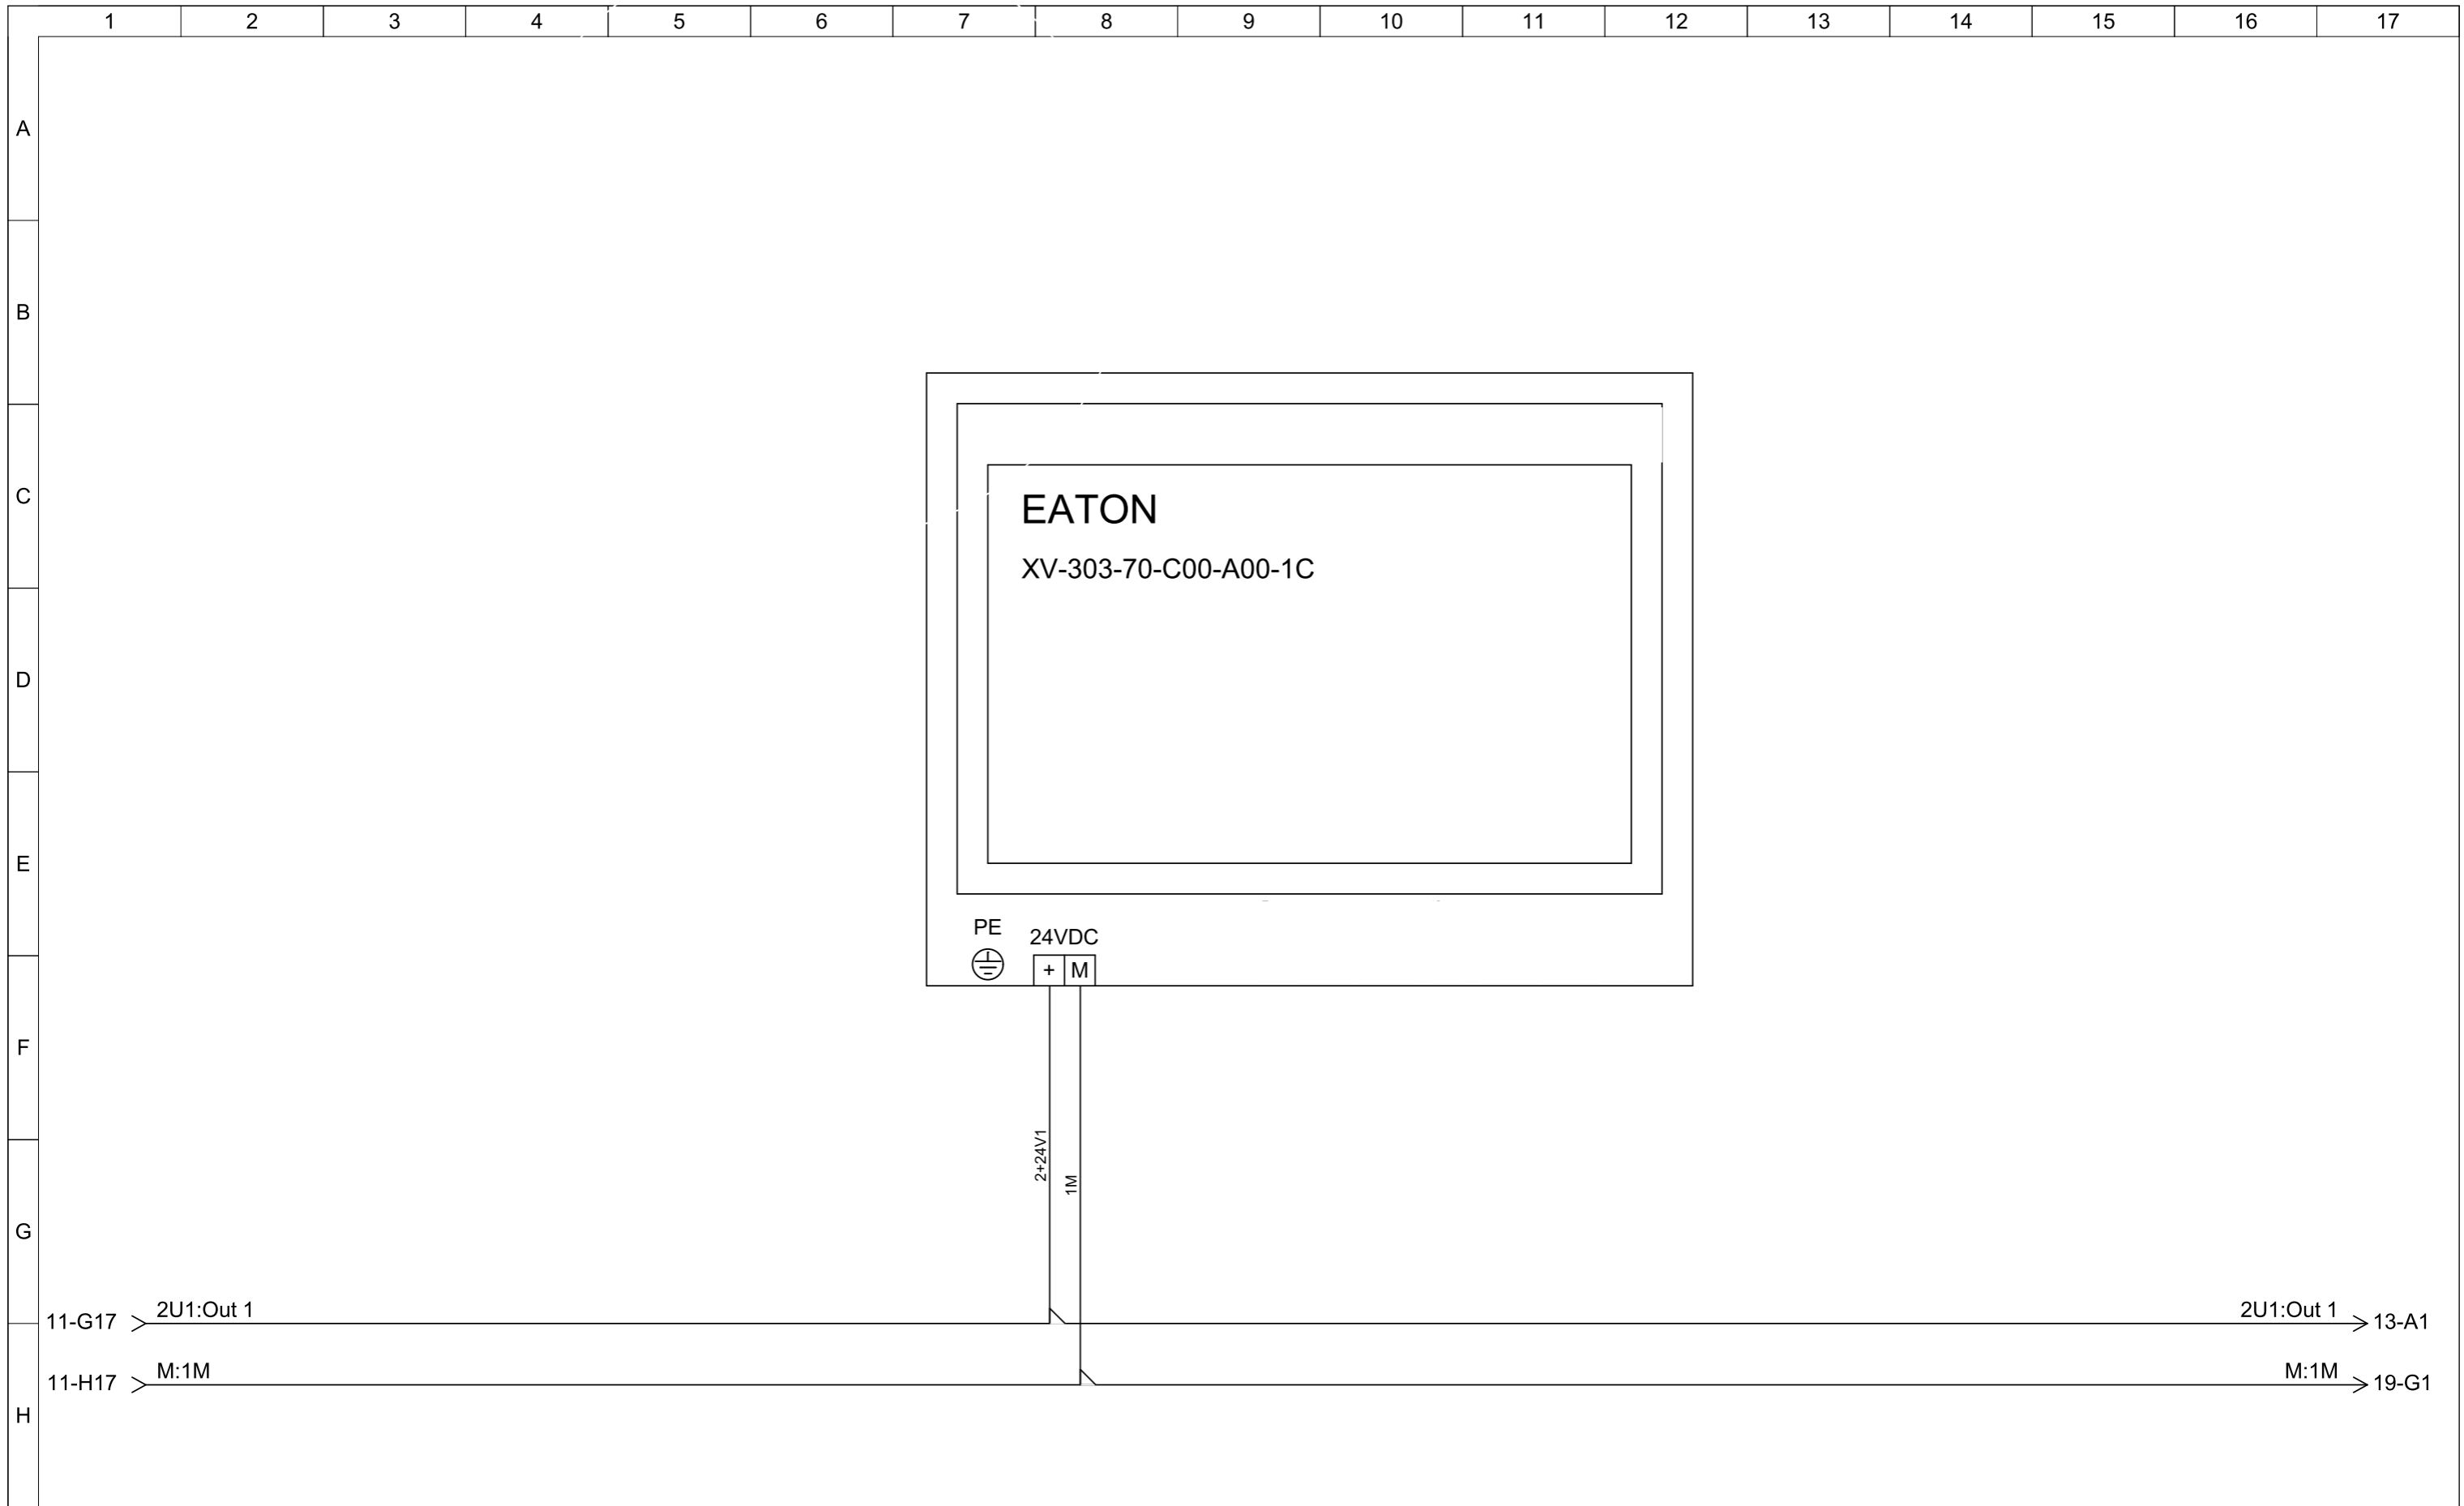 1 2 3 4 5 6 7 8 9 10 11 12 13 14 15 16 17
A
B
C
EATON
XV-303-70-C00-A00-1C
D
E
PE
24VDC
+ M
F
2+24V1
1M
G
2U1:Out 1 2U1:Out 1
11-G17 13-A1
M:1M M:1M
11-H17 19-G1
H